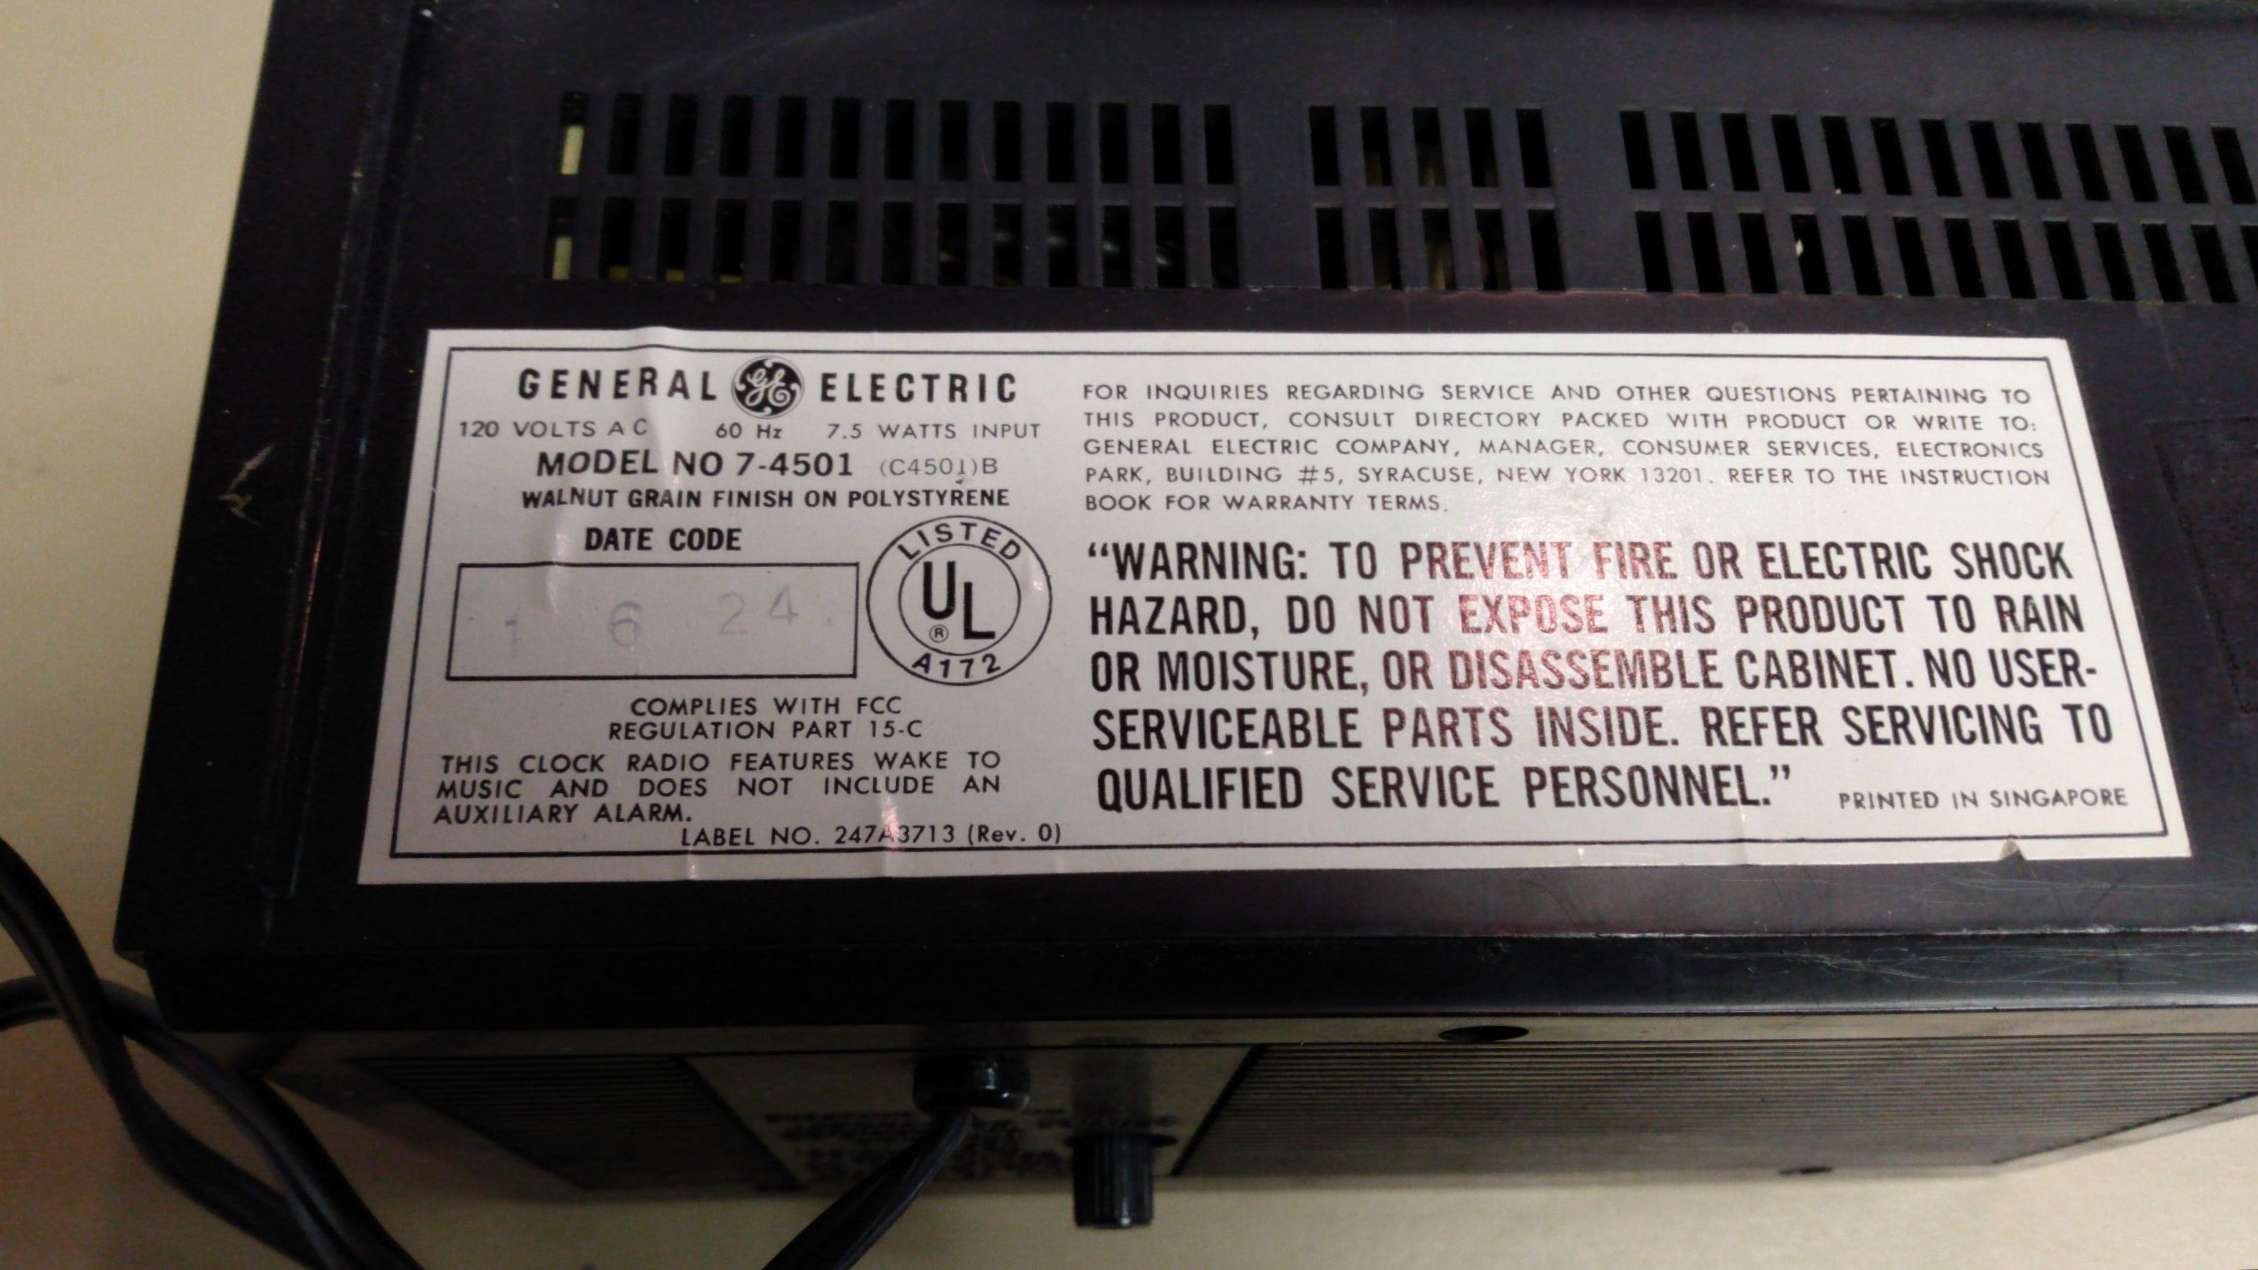 GENERAL GE ELECTRIC
120 VOLTS AC 60 Hz 7.5 WATTS INPUT
MODEL NO 7-4501 (C4501)B
WALNUT GRAIN FINISH ON POLYSTYRENE
DATE CODE
1 6 24.
LISTED
UL
®
A172
COMPLIES WITH FCC
REGULATION PART 15-C
THIS CLOCK RADIO FEATURES WAKE TO
MUSIC AND DOES NOT INCLUDE AN
AUXILIARY ALARM.
LABEL NO. 247A3713 (Rev. 0)
FOR INQUIRIES REGARDING SERVICE AND OTHER QUESTIONS PERTAINING TO
THIS PRODUCT, CONSULT DIRECTORY PACKED WITH PRODUCT OR WRITE TO:
GENERAL ELECTRIC COMPANY, MANAGER, CONSUMER SERVICES, ELECTRONICS
PARK, BUILDING #5, SYRACUSE, NEW YORK 13201. REFER TO THE INSTRUCTION
BOOK FOR WARRANTY TERMS.
“WARNING: TO PREVENT FIRE OR ELECTRIC SHOCK
HAZARD, DO NOT EXPOSE THIS PRODUCT TO RAIN
OR MOISTURE, OR DISASSEMBLE CABINET. NO USER-
SERVICEABLE PARTS INSIDE. REFER SERVICING TO
QUALIFIED SERVICE PERSONNEL.”
PRINTED IN SINGAPORE